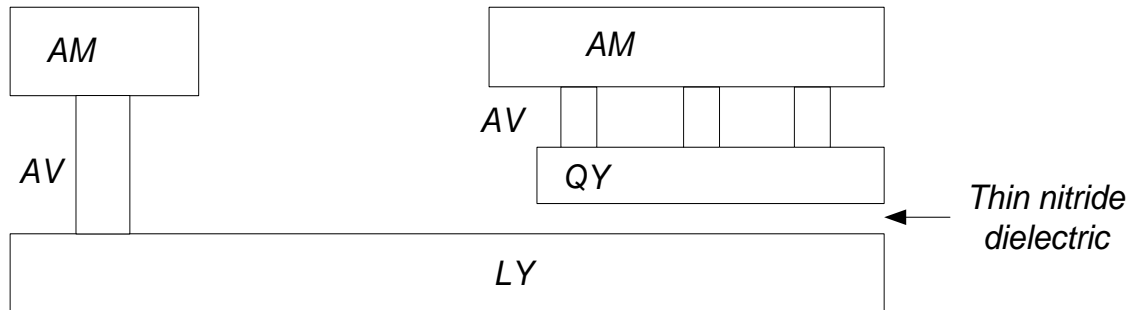 AM
AM
AV
AV
QY
Thin nitride
dielectric
LY